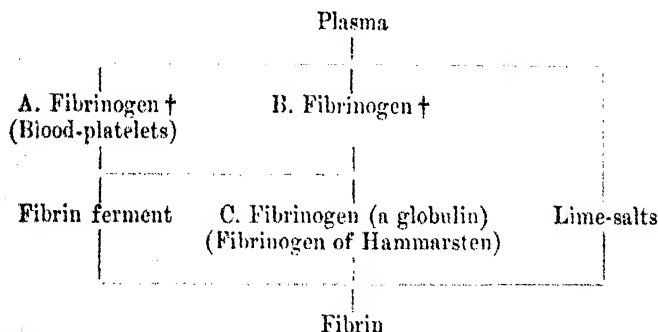 Plasma
A. Fibrinogen † B. Fibrinogen †
(Blood-platelets)
Fibrin ferment C. Fibrinogen (a globulin) Lime-salts
(Fibrinogen of Hammarsten)
Fibrin